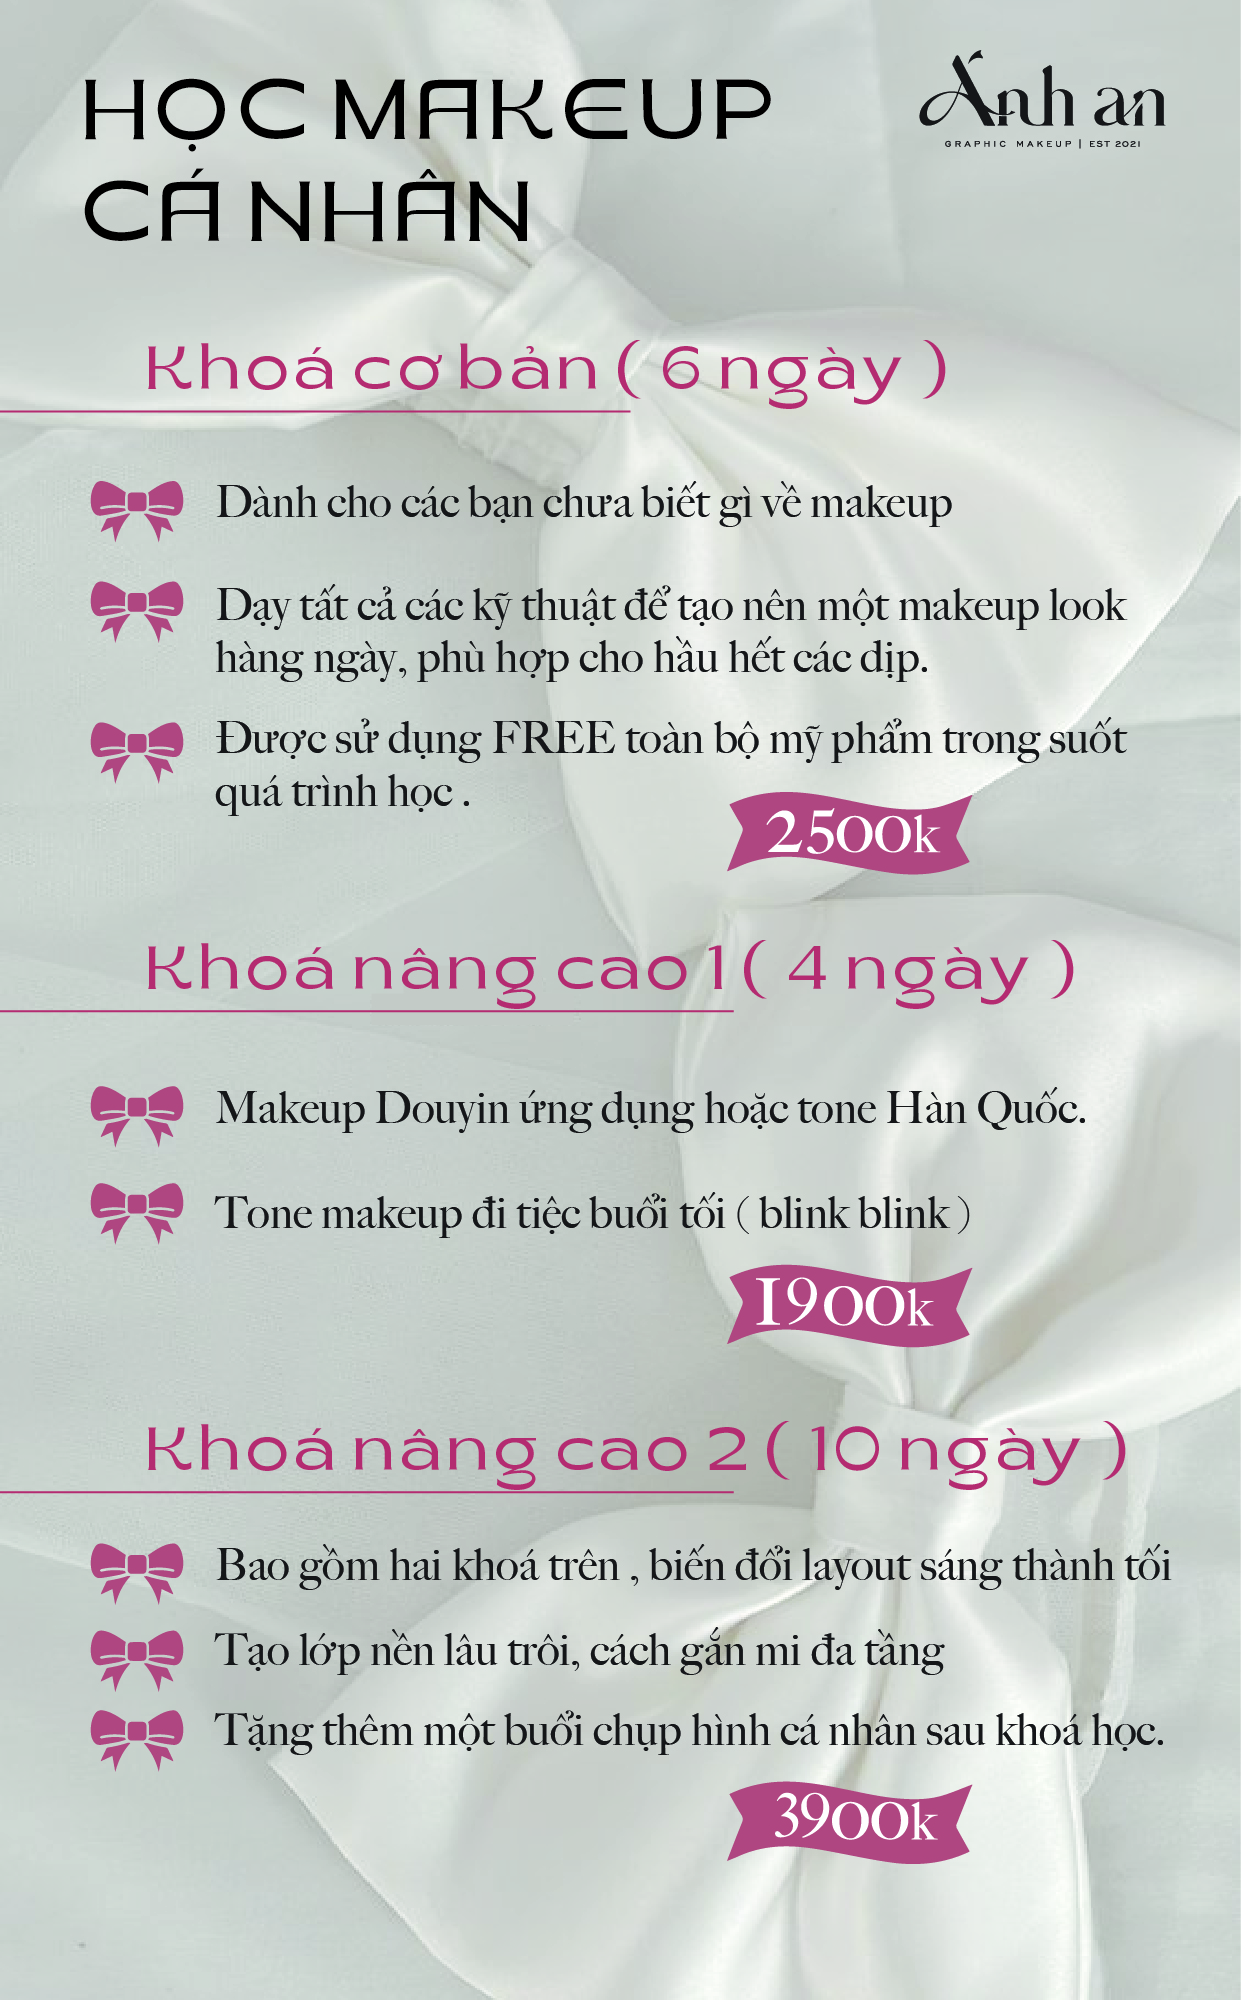 HỌC MAKEUP
CÁ NHÂN
Ánh an
GRAPHIC MAKEUP | EST 2021
Khoá cơ bản ( 6 ngày )
Dành cho các bạn chưa biết gì về makeup
Dạy tất cả các kỹ thuật để tạo nên một makeup look
hàng ngày, phù hợp cho hầu hết các dịp.
Được sử dụng FREE toàn bộ mỹ phẩm trong suốt
quá trình học .
2500k
Khoá nâng cao 1 ( 4 ngày )
Makeup Douyin ứng dụng hoặc tone Hàn Quốc.
Tone makeup đi tiệc buổi tối ( blink blink )
1900k
Khoá nâng cao 2 ( 10 ngày )
Bao gồm hai khoá trên , biến đổi layout sáng thành tối
Tạo lớp nền lâu trôi, cách gắn mi đa tầng
Tặng thêm một buổi chụp hình cá nhân sau khoá học.
3900k